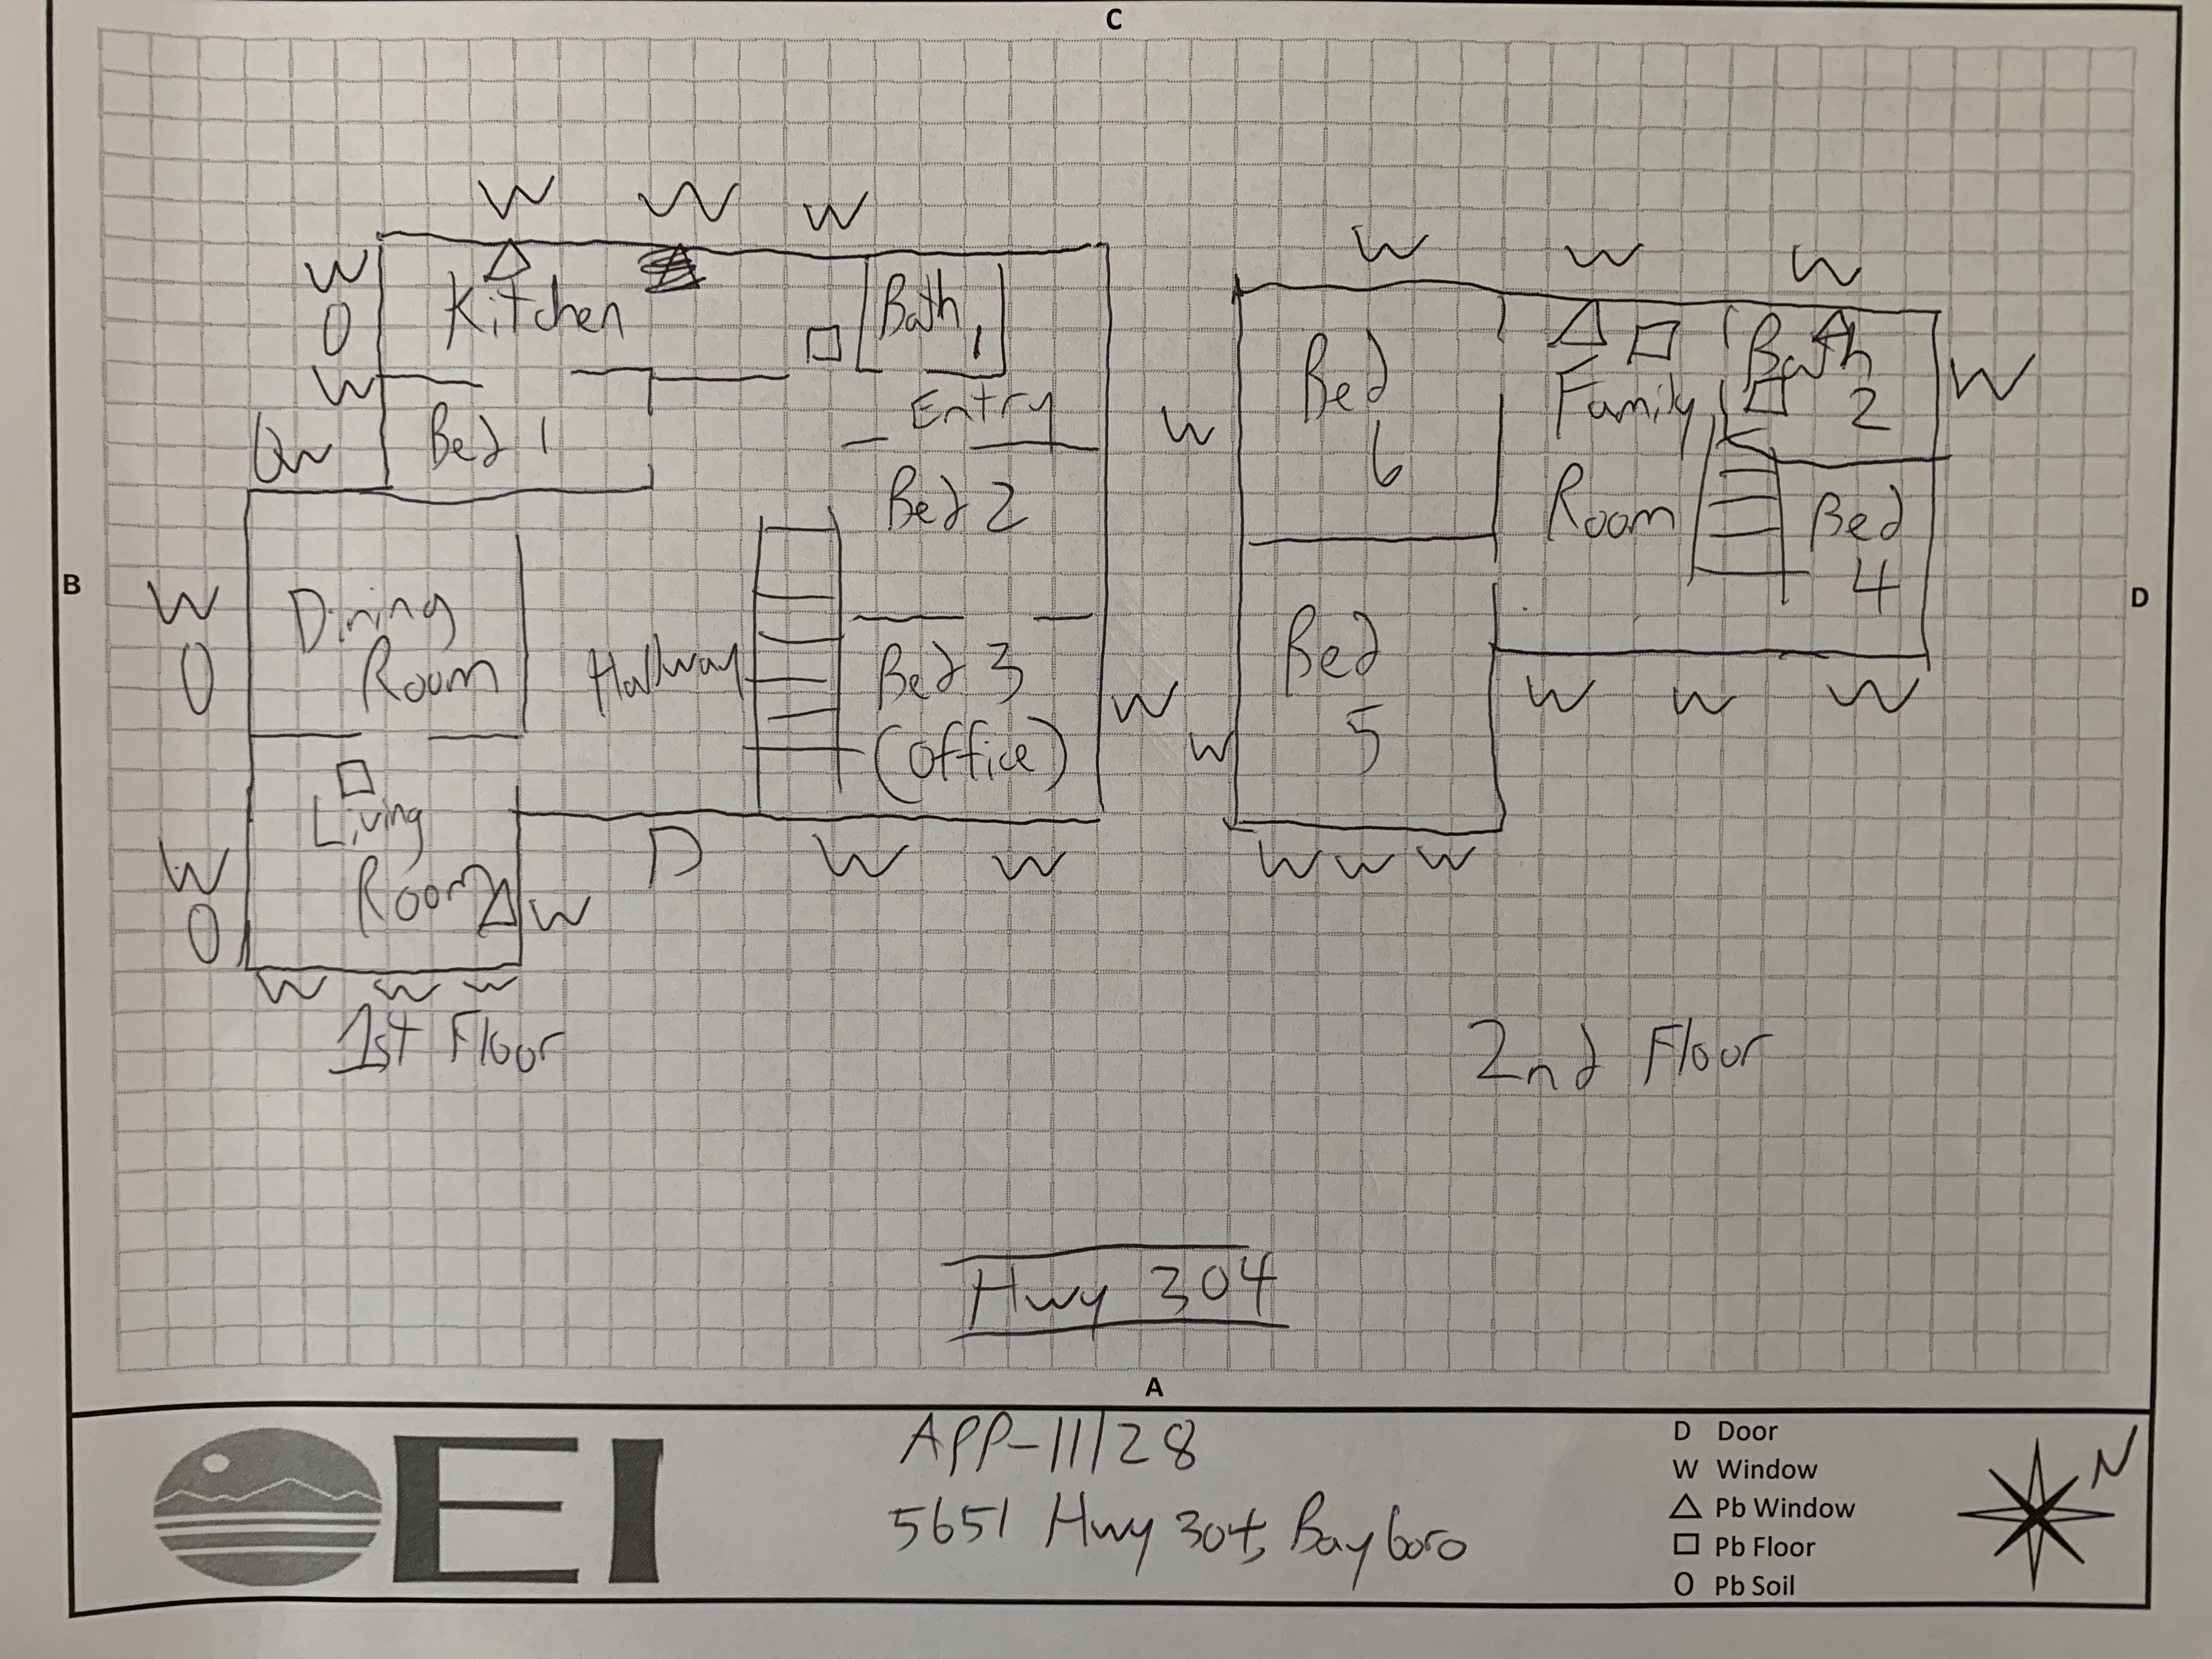 C
W W W
W
O
W
Kitchen
Bath 1
W
D W
Bed 1
Entry
Dining
Room
Bed 2
W
O
Hallway
Bed 3
(office)
W
Living
Room
W
O
W
D
W W
W W W
1st Floor
W
W W W
Bed
6
Bath
2
W
Family
Room
Bed
5
Bed
4
W
W W W
W W W
2nd Floor
B
D
Hwy 304
A
EI
APP-11128
5651 Hwy 304, Bayboro
D Door
W Window
△ Pb Window
□ Pb Floor
O Pb Soil
N